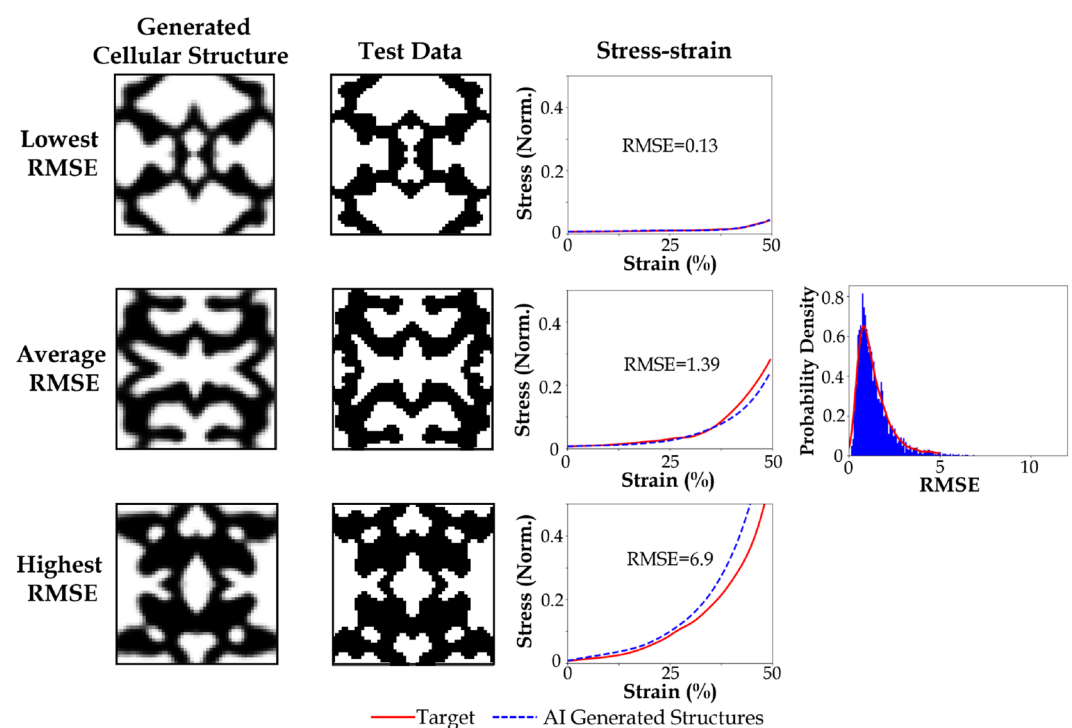 Generated
Cellular Structure
Test Data
Stress-strain
Lowest
RMSE
Stress (Norm.)
0.4
0.2
0
RMSE=0.13
0
25
50
Strain (%)
Average
RMSE
Stress (Norm.)
0.4
0.2
0
RMSE=1.39
0
25
50
Strain (%)
Probability Density
0.8
0.6
0.4
0.2
0
0
5
10
RMSE
Highest
RMSE
Stress (Norm.)
0.4
0.2
0
RMSE=6.9
0
25
50
Strain (%)
Target
AI Generated Structures